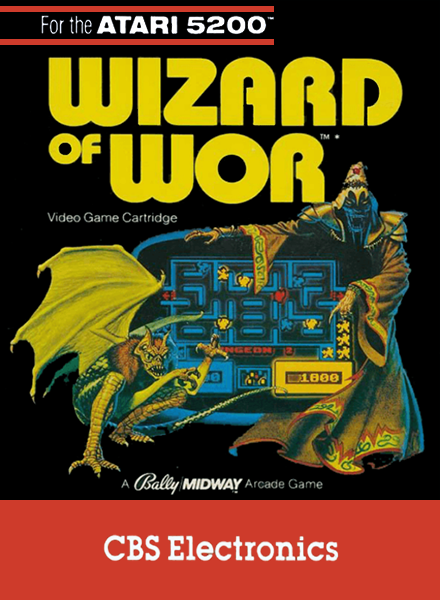 For the ATARI 5200™
WIZARD
OF WOR™*
Video Game Cartridge
DUNGEON 2
00 1600
A Bally/MIDWAY Arcade Game
CBS Electronics